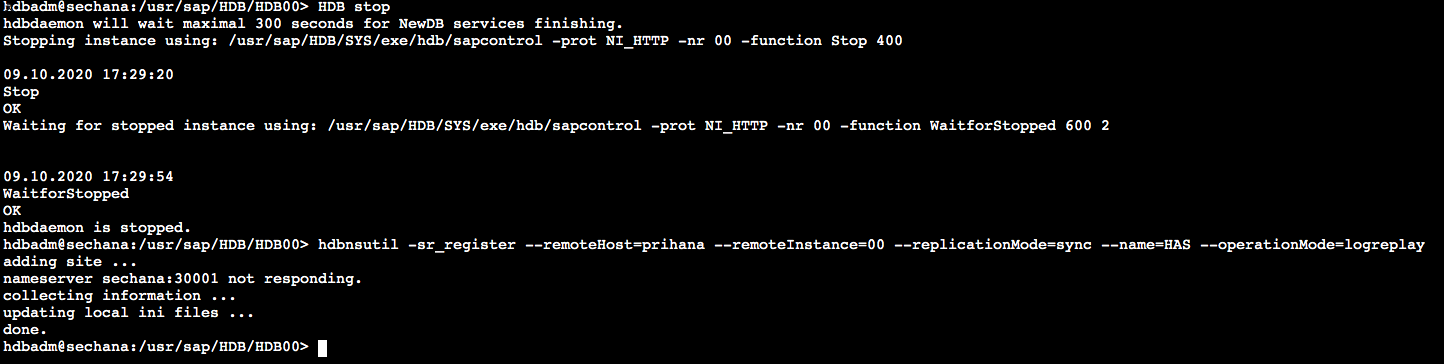 hdbadm@sechana:/usr/sap/HDB/HDB00> HDB stop
hdbdaemon will wait maximal 300 seconds for NewDB services finishing.
Stopping instance using: /usr/sap/HDB/SYS/exe/hdb/sapcontrol -prot NI_HTTP -nr 00 -function Stop 400
09.10.2020 17:29:20
Stop
OK
Waiting for stopped instance using: /usr/sap/HDB/SYS/exe/hdb/sapcontrol -prot NI_HTTP -nr 00 -function WaitforStopped 600 2
09.10.2020 17:29:54
WaitforStopped
OK
hdbdaemon is stopped.
hdbadm@sechana:/usr/sap/HDB/HDB00> hdbnsutil -sr_register --remoteHost=prihana --remoteInstance=00 --replicationMode=sync --name=HAS --operationMode=logreplay
adding site ...
nameserver sechana:30001 not responding.
collecting information ...
updating local ini files ...
done.
hdbadm@sechana:/usr/sap/HDB/HDB00>